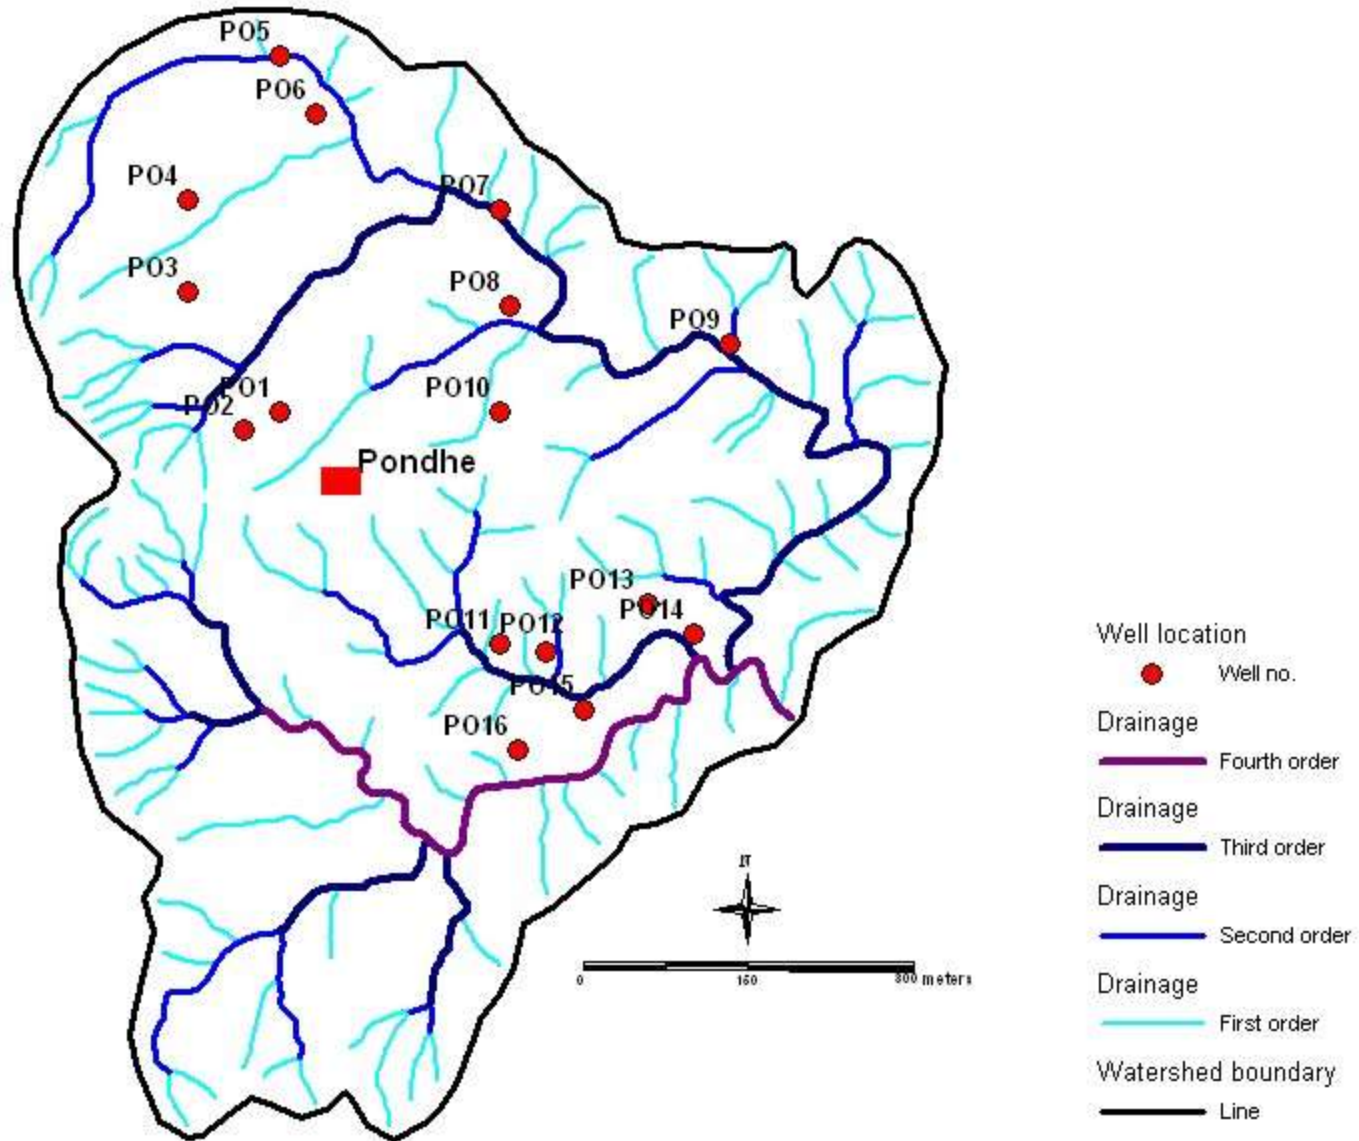 PO5
PO6
PO4
PO7
PO3
PO8
PO9
PO1
PO10
PO2
Pondhe
PO13
PO14
PO11 PO12
PO15
PO16
N
0 160 300 meters
Well location
Well no.
Drainage
Fourth order
Drainage
Third order
Drainage
Second order
Drainage
First order
Watershed boundary
Line